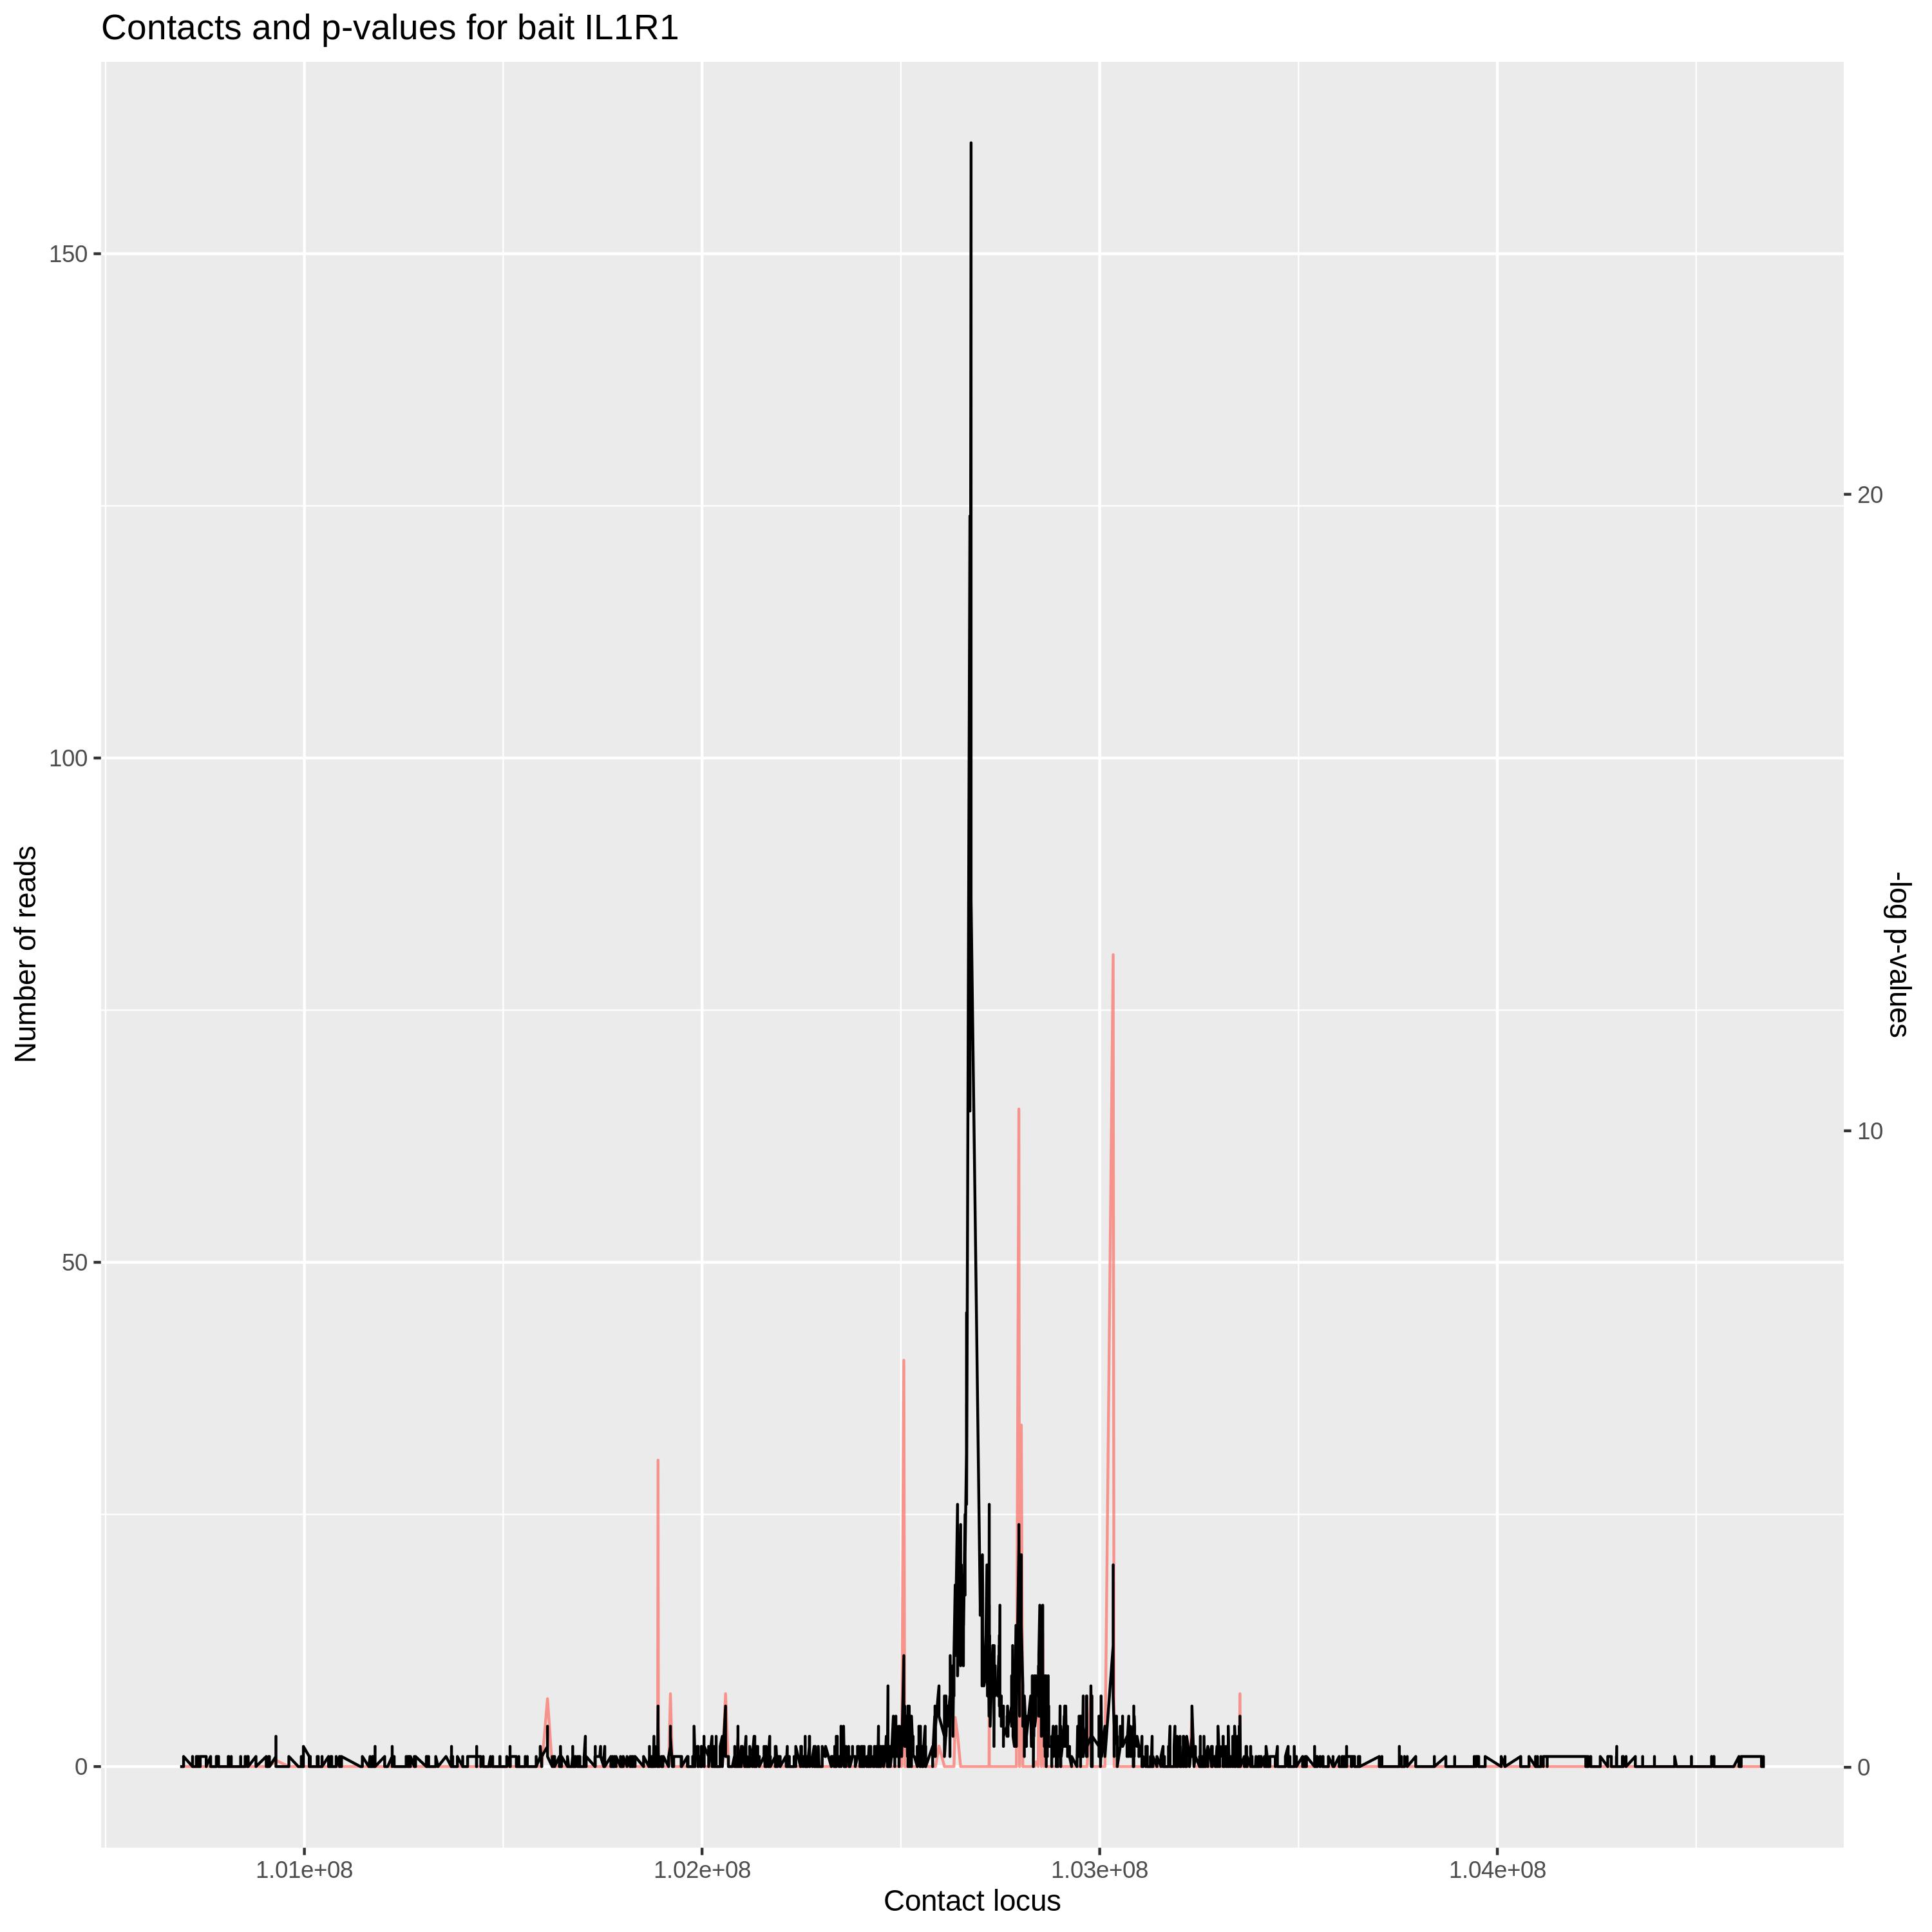 Contacts and p-values for bait IL1R1
150
100
50
0
Number of reads
20
10
0
-log p-values
1.01e+08
1.02e+08
1.03e+08
1.04e+08
Contact locus